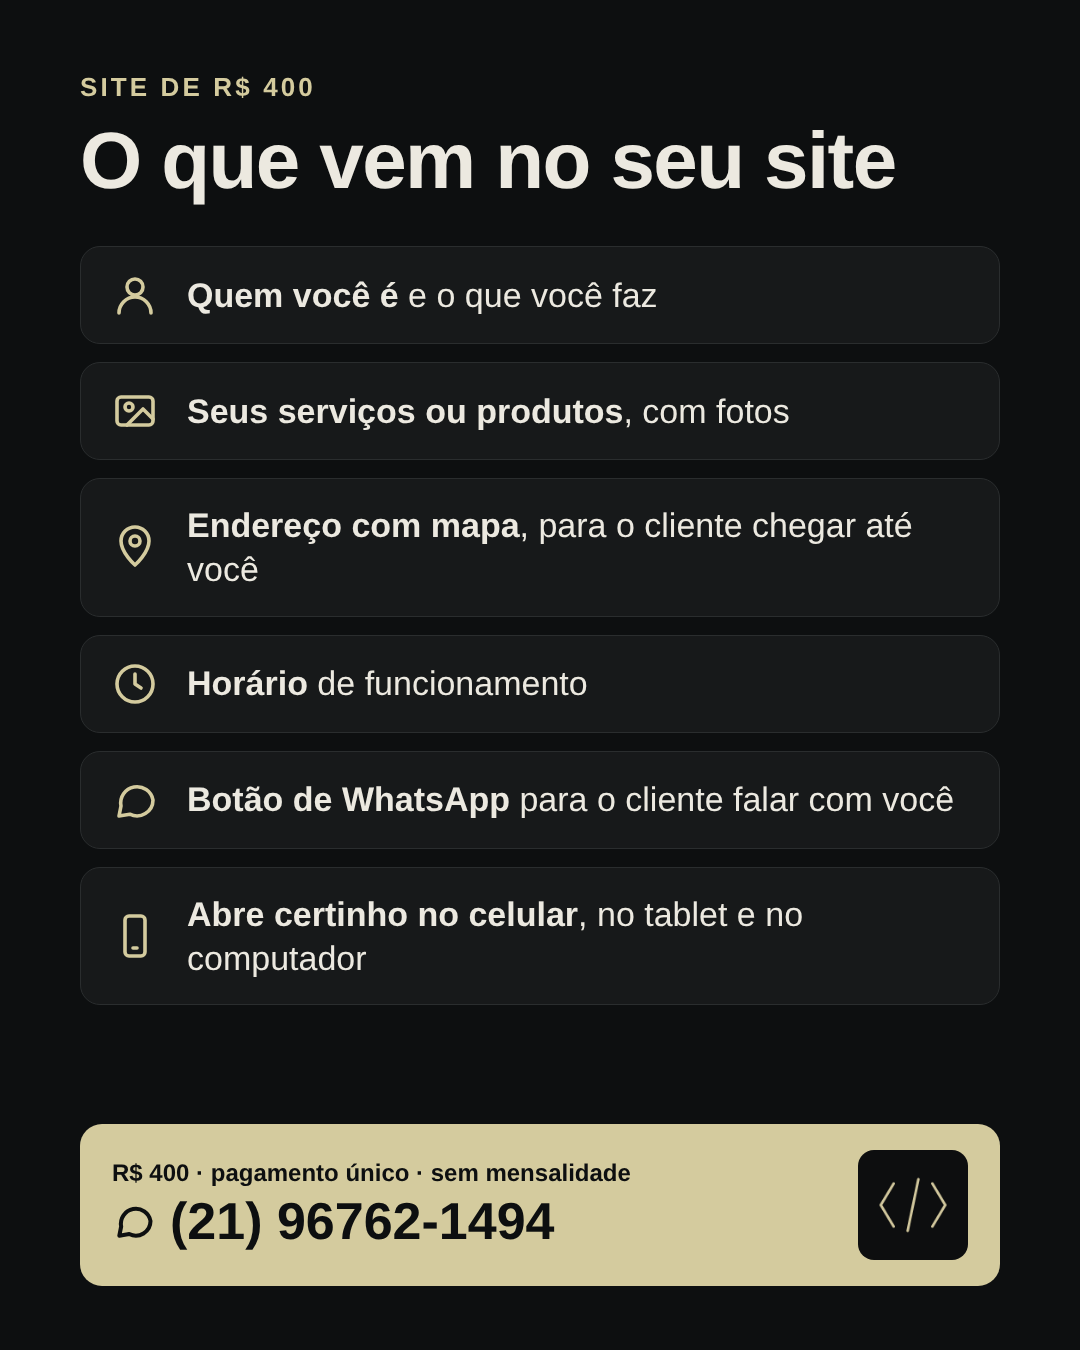 SITE DE R$ 400
O que vem no seu site
Quem você é e o que você faz
Seus serviços ou produtos, com fotos
Endereço com mapa, para o cliente chegar até
você
Horário de funcionamento
Botão de WhatsApp para o cliente falar com você
Abre certinho no celular, no tablet e no
computador
R$ 400 · pagamento único · sem mensalidade
(21) 96762-1494